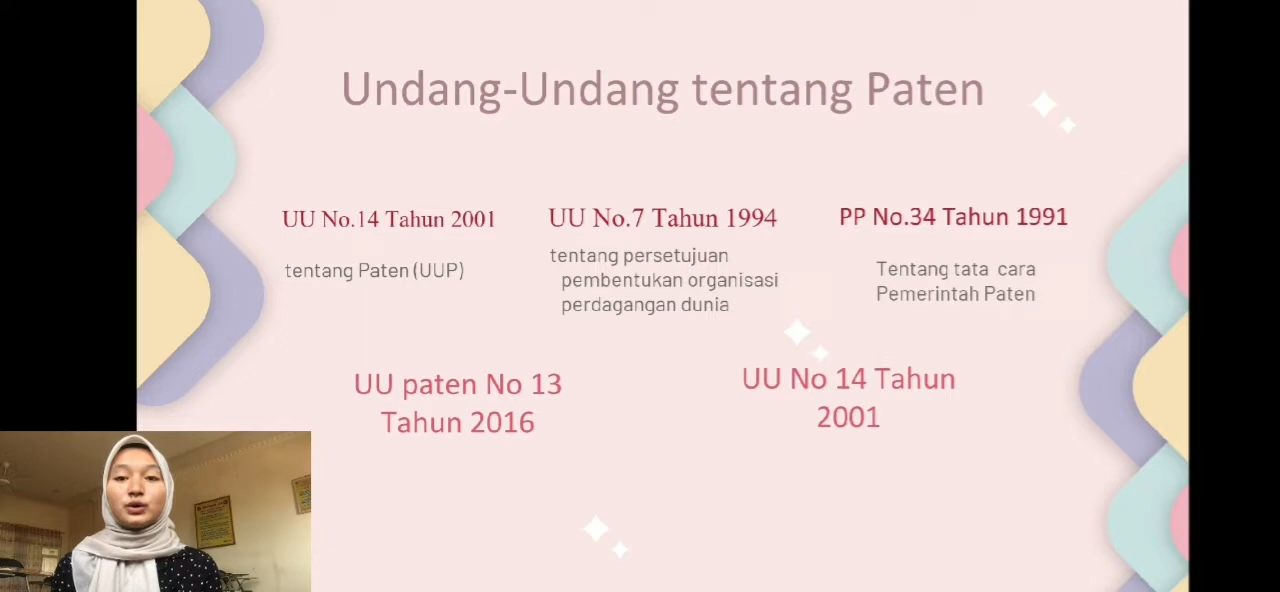 Undang-Undang tentang Paten
UU No.14 Tahun 2001
tentang Paten (UUP)
UU No.7 Tahun 1994
tentang persetujuan
pembentukan organisasi
perdagangan dunia
PP No.34 Tahun 1991
Tentang tata cara
Pemerintah Paten
UU paten No 13
Tahun 2016
UU No 14 Tahun
2001